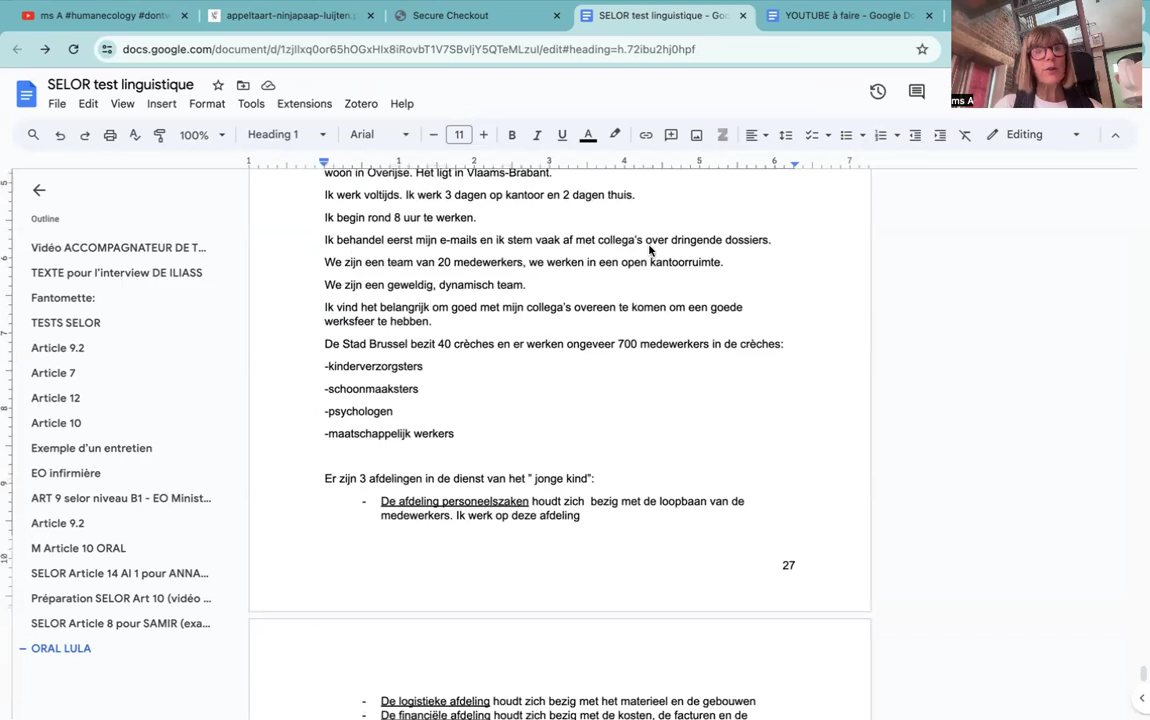 ms A #humanecology #dontw
appeltaart-ninjapaap-luijten.p
Secure Checkout
SELOR test linguistique - Goo
YOUTUBE à faire - Google Do
docs.google.com/document/d/1zjIlxq0or65hOGxHIx8iRovbT1V7SBvljY5QTeMLzul/edit#heading=h.72ibu2hj0hpf
ms A
SELOR test linguistique
File Edit View Insert Format Tools Extensions Zotero Help
100% Heading 1 Arial 11 Editing
1 1 2 3 4 5 6 7
Outline
Vidéo ACCOMPAGNATEUR DE T...
TEXTE pour l'interview DE ILIASS
Fantomette:
TESTS SELOR
Article 9.2
Article 7
Article 12
Article 10
Exemple d'un entretien
EO infirmière
ART 9 selor niveau B1 - EO Minist...
Article 9.2
M Article 10 ORAL
SELOR Article 14 Al 1 pour ANNA...
Préparation SELOR Art 10 (vidéo ...
SELOR Article 8 pour SAMIR (exa...
ORAL LULA
woon in Overijse. Het ligt in Vlaams-Brabant.
Ik werk voltijds. Ik werk 3 dagen op kantoor en 2 dagen thuis.
Ik begin rond 8 uur te werken.
Ik behandel eerst mijn e-mails en ik stem vaak af met collega's over dringende dossiers.
We zijn een team van 20 medewerkers, we werken in een open kantoorruimte.
We zijn een geweldig, dynamisch team.
Ik vind het belangrijk om goed met mijn collega's overeen te komen om een goede
werksfeer te hebben.
De Stad Brussel bezit 40 crèches en er werken ongeveer 700 medewerkers in de crèches:
-kinderverzorgsters
-schoonmaaksters
-psychologen
-maatschappelijk werkers
Er zijn 3 afdelingen in de dienst van het " jonge kind":
- De afdeling personeelszaken houdt zich bezig met de loopbaan van de
medewerkers. Ik werk op deze afdeling
27
- De logistieke afdeling houdt zich bezig met het materieel en de gebouwen
- De financiële afdeling houdt zich bezig met de kosten, de facturen en de